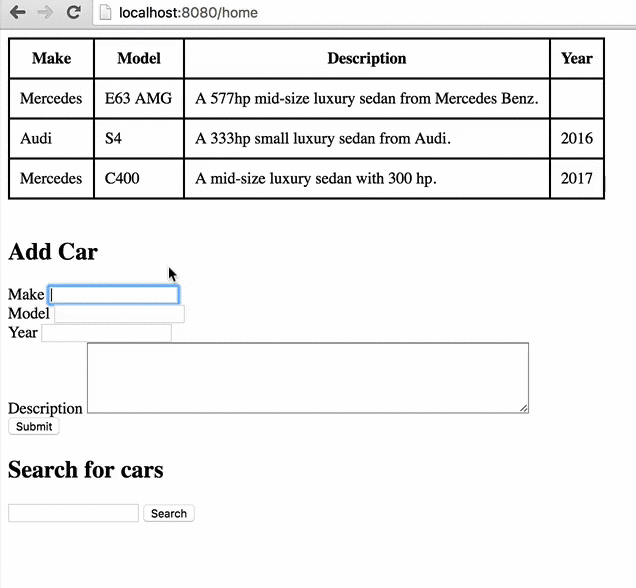 localhost:8080/home
Make Model Description Year
Mercedes E63 AMG A 577hp mid-size luxury sedan from Mercedes Benz.
Audi S4 A 333hp small luxury sedan from Audi. 2016
Mercedes C400 A mid-size luxury sedan with 300 hp. 2017
Add Car
Make
Model
Year
Description
Submit
Search for cars
Search